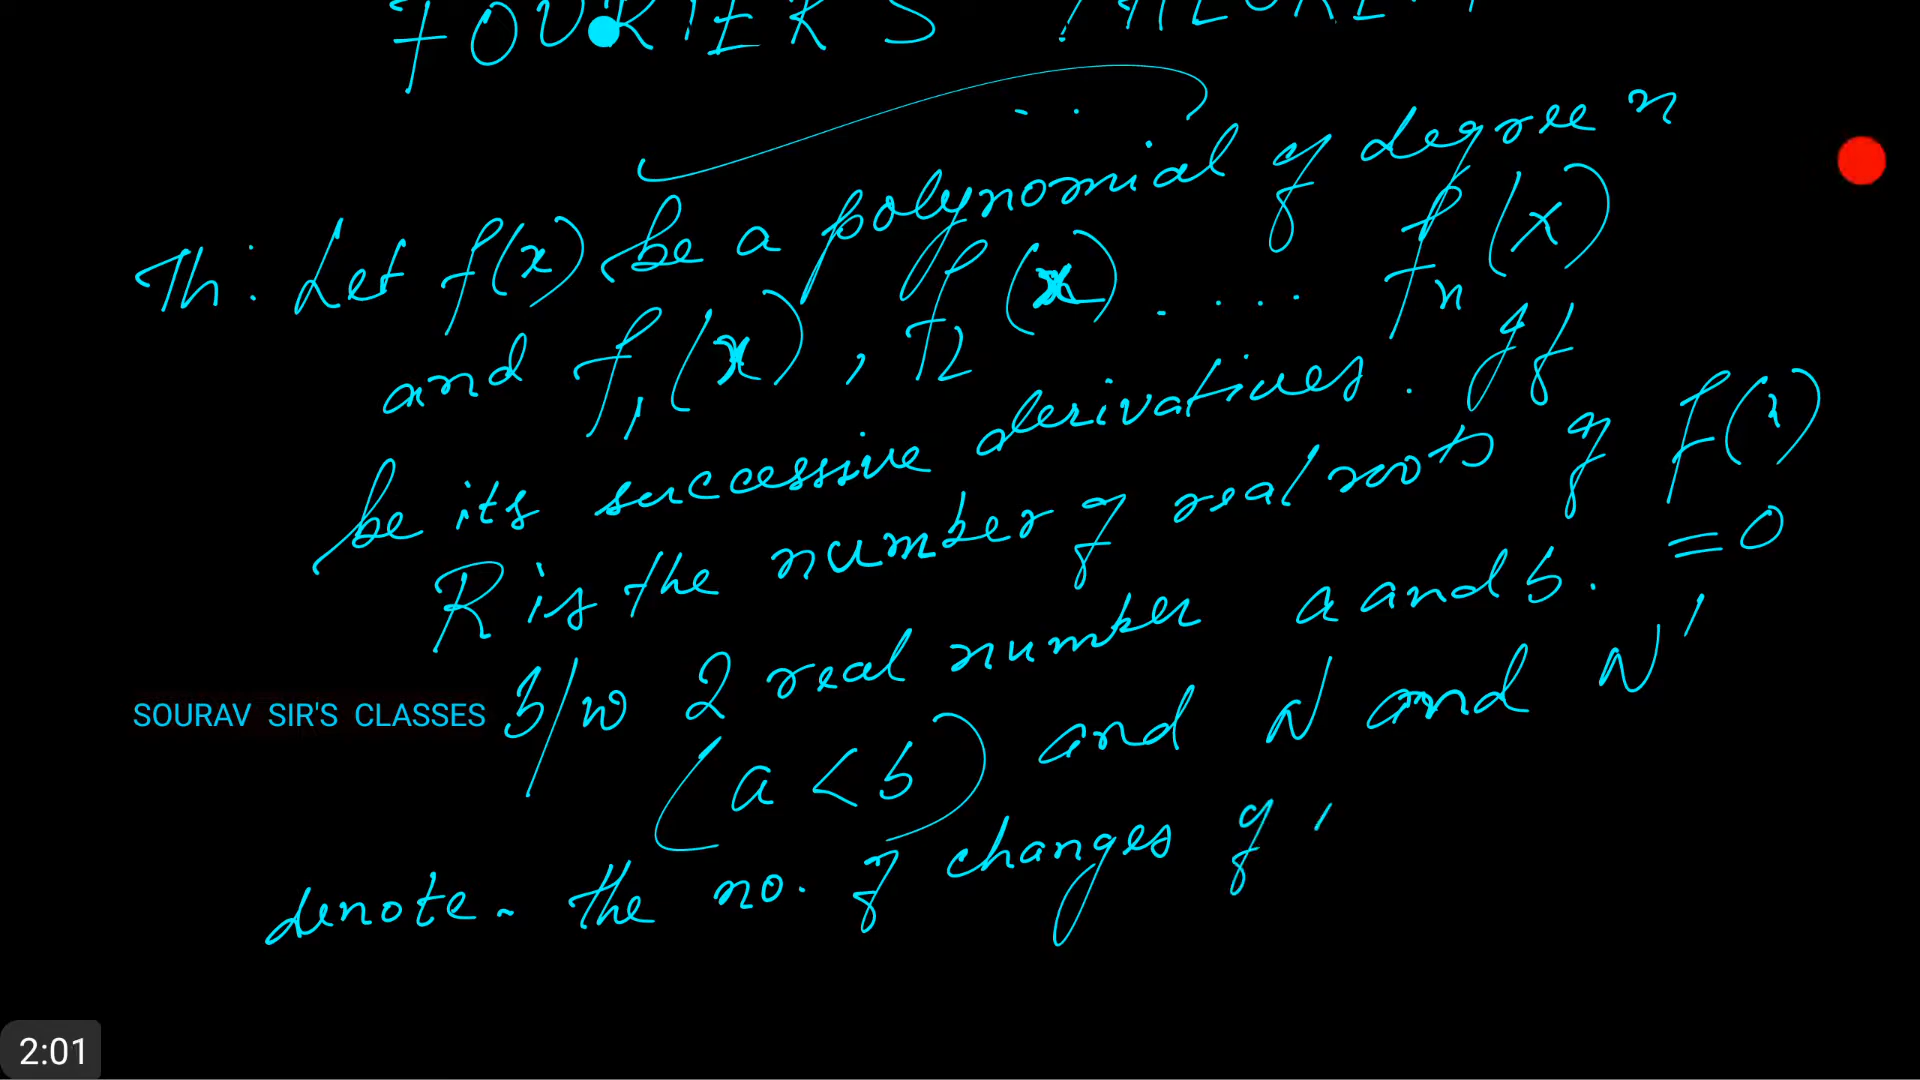 FOURIER'S THEOREM
Th: Let f(x) be a polynomial of degree n
and f1(x), f2(x) ..... fn(x)
be its successive derivatives. If
R is the number of real roots of f(x)
= 0
b/w 2 real number a and b.
(a < b) and N and N'
denote the no. of changes of
SOURAV SIR'S CLASSES
2:01